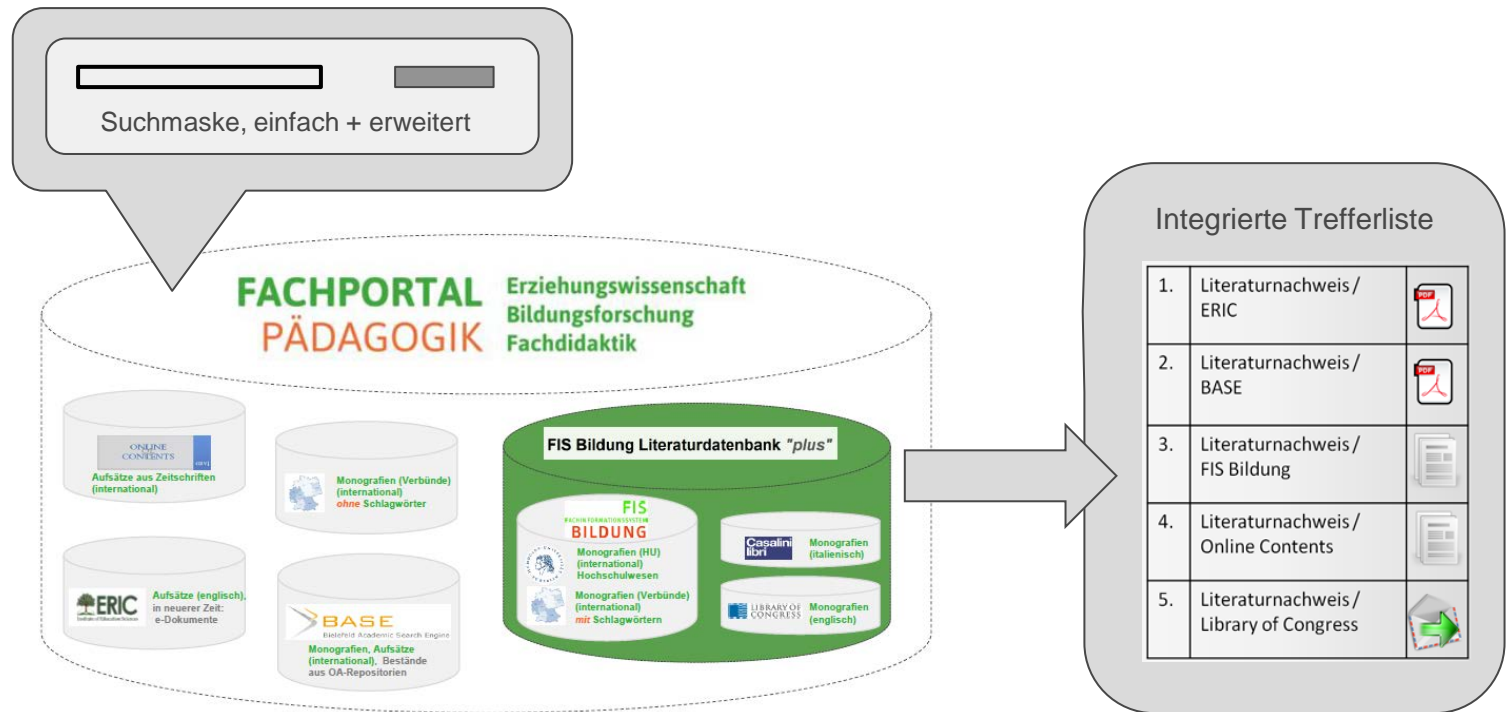 Suchmaske, einfach + erweitert
FACHPORTAL
PÄDAGOGIK
Erziehungswissenschaft
Bildungsforschung
Fachdidaktik
ONLINE
CONTENTS
Aufsätze aus Zeitschriften
(international)
Monografien (Verbünde)
(international)
ohne Schlagwörter
ERIC
Institute of Education Sciences
Aufsätze (englisch),
in neuerer Zeit:
e-Dokumente
BASE
Bielefeld Academic Search Engine
Monografien, Aufsätze
(international), Bestände
aus OA-Repositorien
FIS Bildung Literaturdatenbank "plus"
FIS
FACHINFORMATIONSSYSTEM
BILDUNG
Monografien (HU)
(international)
Hochschulwesen
Monografien (Verbünde)
(international)
mit Schlagwörtern
Casalini
libri
Monografien
(italienisch)
LIBRARY OF
CONGRESS
Monografien
(englisch)
Integrierte Trefferliste
1. Literaturnachweis /
ERIC
PDF
2. Literaturnachweis /
BASE
PDF
3. Literaturnachweis /
FIS Bildung
4. Literaturnachweis /
Online Contents
5. Literaturnachweis /
Library of Congress